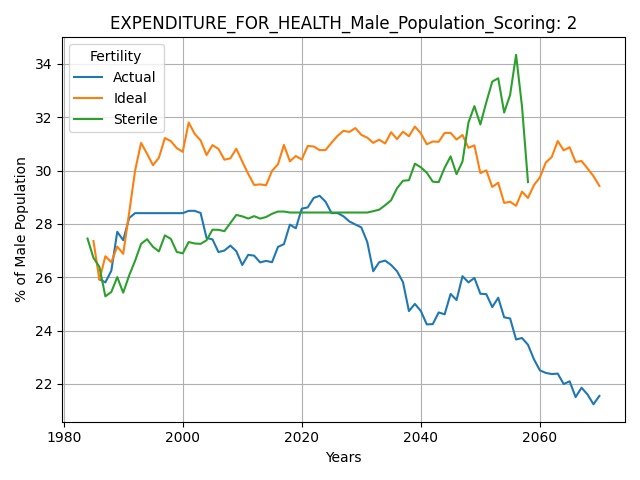 EXPENDITURE_FOR_HEALTH_Male_Population_Scoring: 2
Fertility
Actual
Ideal
Sterile
% of Male Population
34
32
30
28
26
24
22
1980
2000
2020
2040
2060
Years